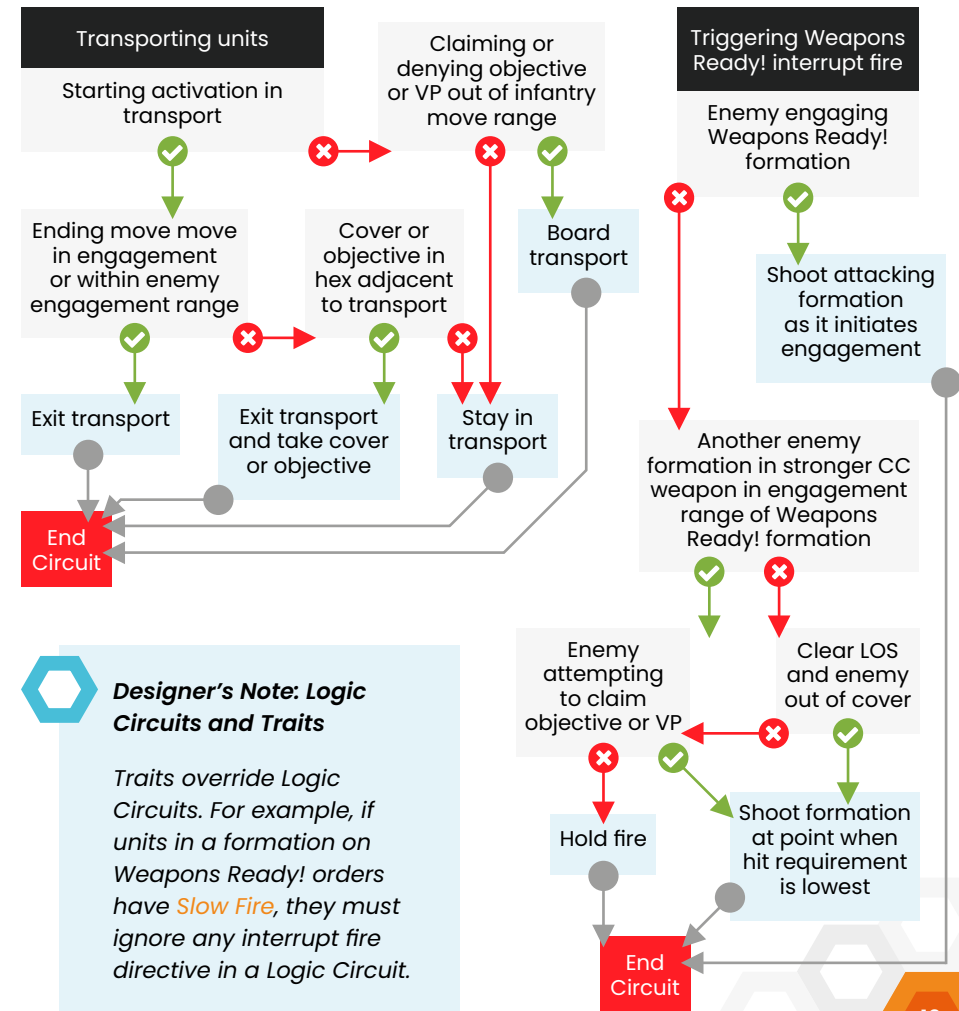 Transporting units
Starting activation in
transport
Claiming or
denying objective
or VP out of infantry
move range
Ending move move
in engagement
or within enemy
engagement range
Cover or
objective in
hex adjacent
to transport
Board
transport
Exit transport
Exit transport
and take cover
or objective
Stay in
transport
End
Circuit
Triggering Weapons
Ready! interrupt fire
Enemy engaging
Weapons Ready!
formation
Shoot attacking
formation
as it initiates
engagement
Another enemy
formation in stronger CC
weapon in engagement
range of Weapons
Ready! formation
Enemy
attempting
to claim
objective or VP
Clear LOS
and enemy
out of cover
Hold fire
Shoot formation
at point when
hit requirement
is lowest
End
Circuit
Designer's Note: Logic
Circuits and Traits
Traits override Logic
Circuits. For example, if
units in a formation on
Weapons Ready! orders
have Slow Fire, they must
ignore any interrupt fire
directive in a Logic Circuit.